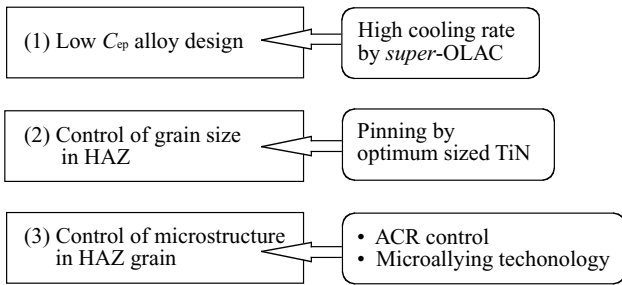 (1) Low Cep alloy design
High cooling rate
by super-OLAC
(2) Control of grain size
in HAZ
Pinning by
optimum sized TiN
(3) Control of microstructure
in HAZ grain
• ACR control
• Microallying techonology